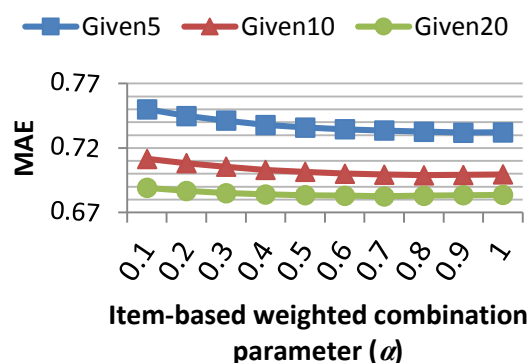 Given5 Given10 Given20
0.77
0.72
0.67
MAE
0.1 0.2 0.3 0.4 0.5 0.6 0.7 0.8 0.9 1
Item-based weighted combination
parameter (α)